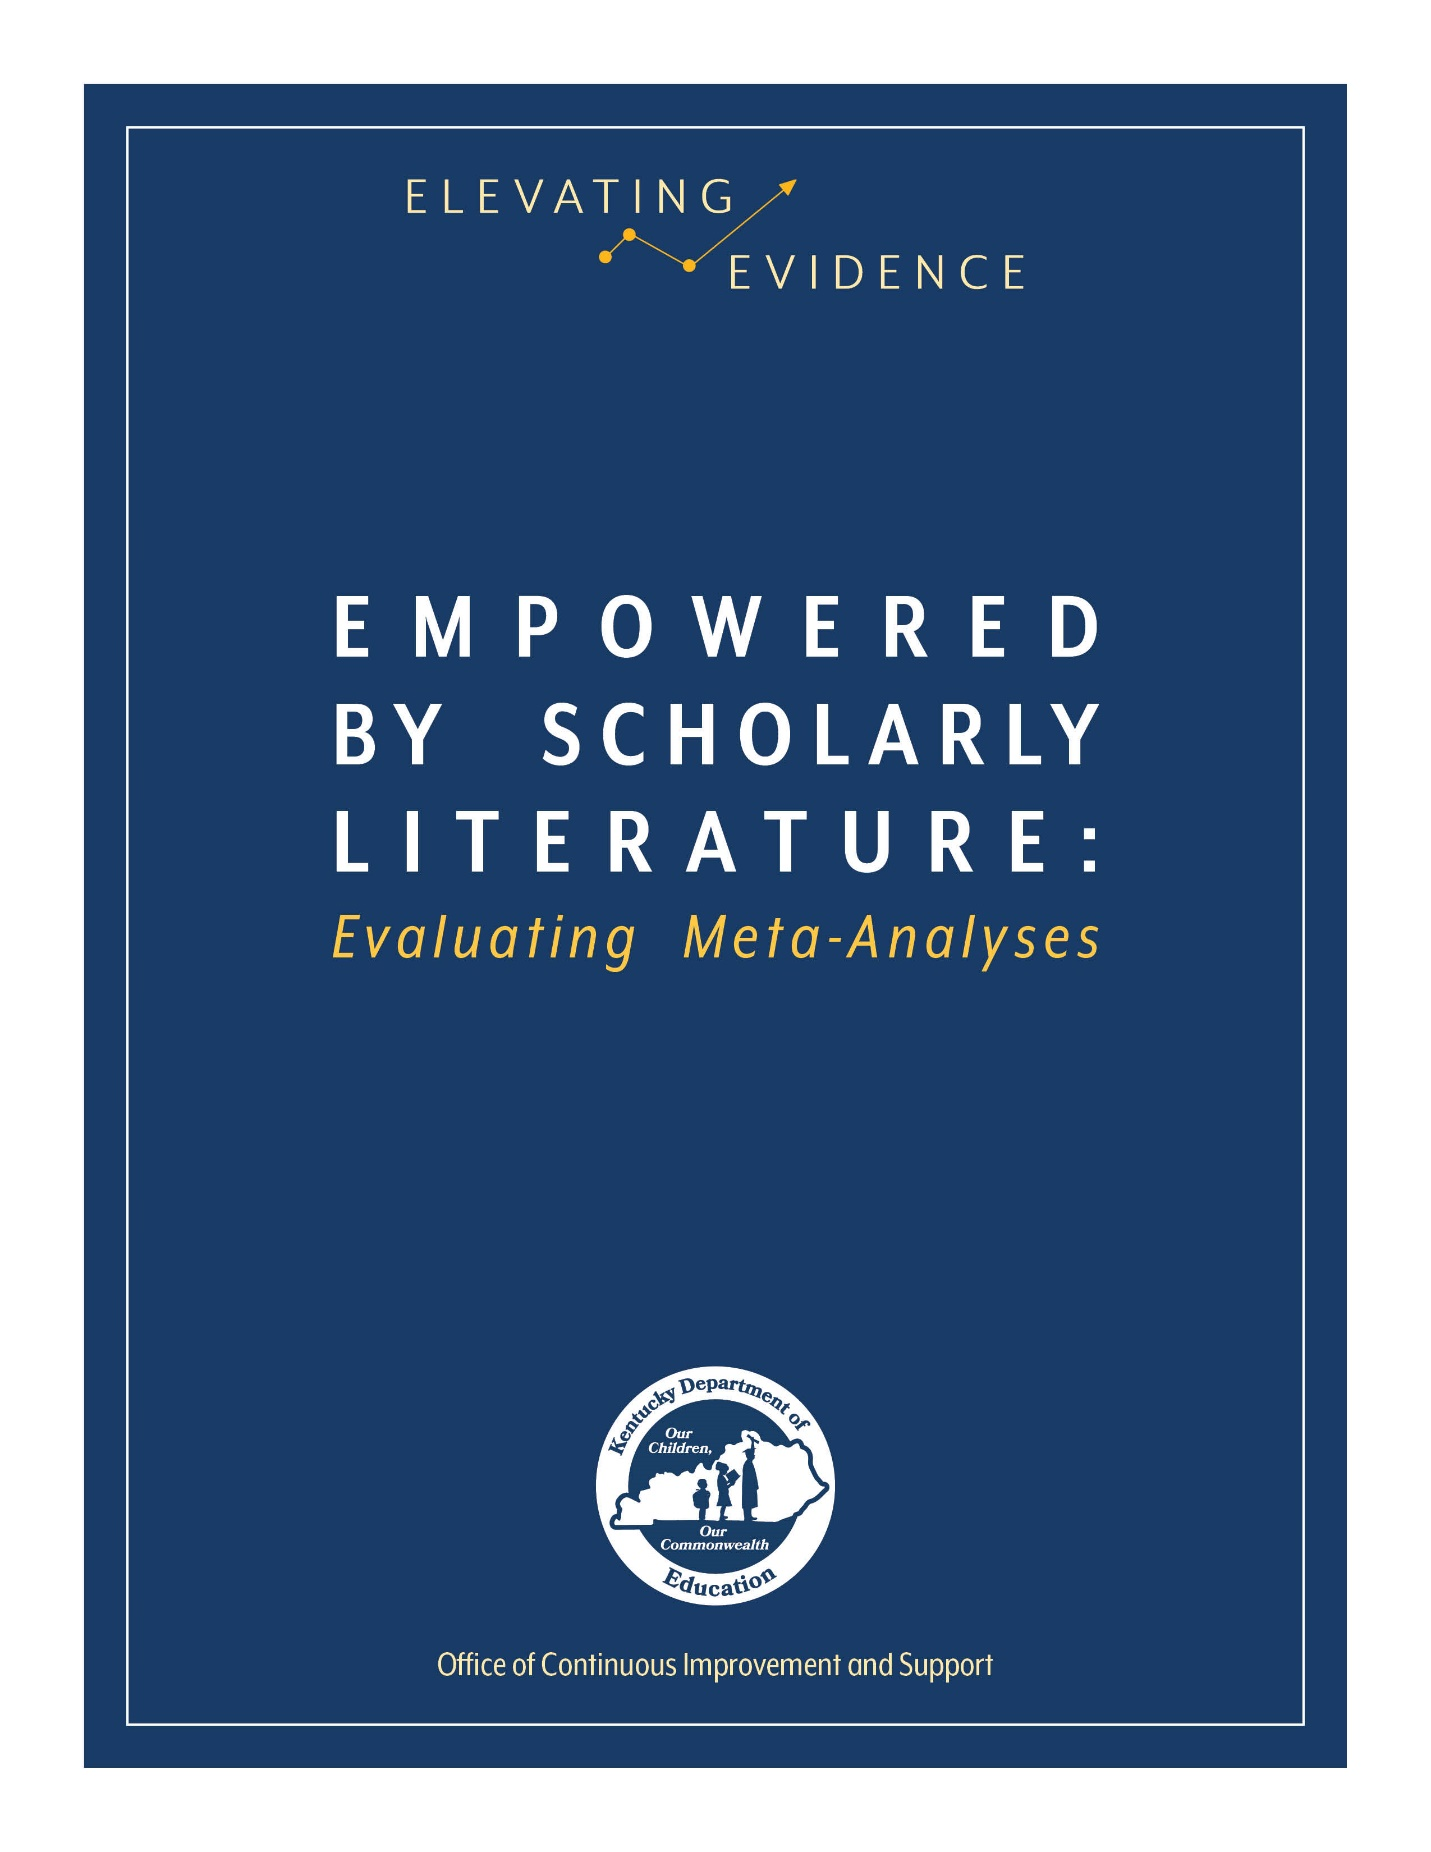 ELEVATING
EVIDENCE
EMPOWERED
BY SCHOLARLY
LITERATURE:
Evaluating Meta-Analyses
Kentucky Department of
Our
Children,
Our
Commonwealth
Education
Office of Continuous Improvement and Support